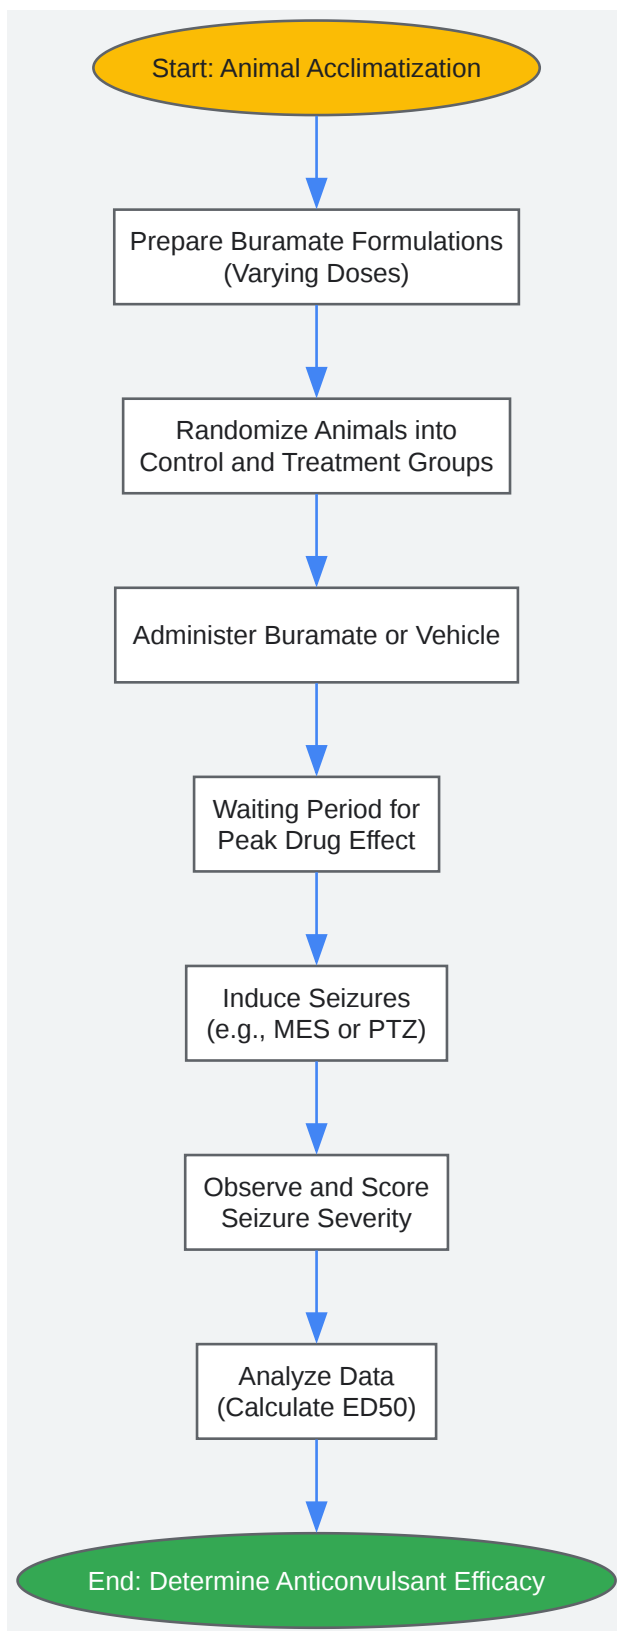 Start: Animal Acclimatization
Prepare Buramate Formulations
(Varying Doses)
Randomize Animals into
Control and Treatment Groups
Administer Buramate or Vehicle
Waiting Period for
Peak Drug Effect
Induce Seizures
(e.g., MES or PTZ)
Observe and Score
Seizure Severity
Analyze Data
(Calculate ED50)
End: Determine Anticonvulsant Efficacy